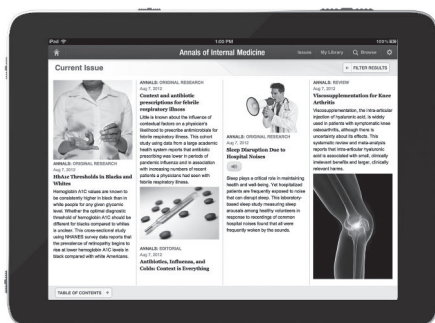 iPad
1:00 PM
100%
Annals of Internal Medicine
Issues
My Library
Browse
Current Issue
FILTER RESULTS
ANNALS: ORIGINAL RESEARCH
Aug 7, 2012
HbA1c Thresholds in Blacks and
Whites
Hemoglobin A1C values are known to
be consistently higher in black than in
white people for any given glycemic
level. Whether the optimal diagnostic
threshold of hemoglobin A1C should be
different for blacks compared to whites
is unclear. This cross-sectional study
using NHANES survey data reports that
the prevalence of retinopathy begins to
rise at lower hemoglobin A1C levels in
black compared with white Americans.
ANNALS: ORIGINAL RESEARCH
Aug 7, 2012
Context and antibiotic
prescriptions for febrile
respiratory illness
Little is known about the influence of
contextual factors on a physician's
likelihood to prescribe antimicrobials for
febrile respiratory illness. This cohort
study using data from a large academic
health system reports that antibiotic
prescribing was lower in periods of
pandemic influenza and in association
with increasing numbers of recent
patients a physician had seen with
febrile respiratory illness.
ANNALS: EDITORIAL
Aug 7, 2012
Antibiotics, Influenza, and
Colds: Context is Everything
ANNALS: ORIGINAL RESEARCH
Aug 7, 2012
Sleep Disruption Due to
Hospital Noises
Sleep plays a critical role in maintaining
health and well-being. Yet hospitalized
patients are frequently exposed to noise
that can disrupt sleep. This laboratory-
based sleep study measuring sleep
arousals among healthy volunteers in
response to recordings of common
hospital noises found that all were
frequently woken by the sounds.
ANNALS: REVIEW
Aug 7, 2012
Viscosupplementation for Knee
Arthritis
Viscosupplementation, the intra-articular
injection of hyaluronic acid, is widely
used in patients with symptomatic knee
osteoarthritis, although there is
uncertainty about its effects. This
systematic review and meta-analysis
reports that intra-articular hyaluronic
acid is associated with small, clinically
irrelevant benefits and larger, clinically
relevant harms.
TABLE OF CONTENTS +